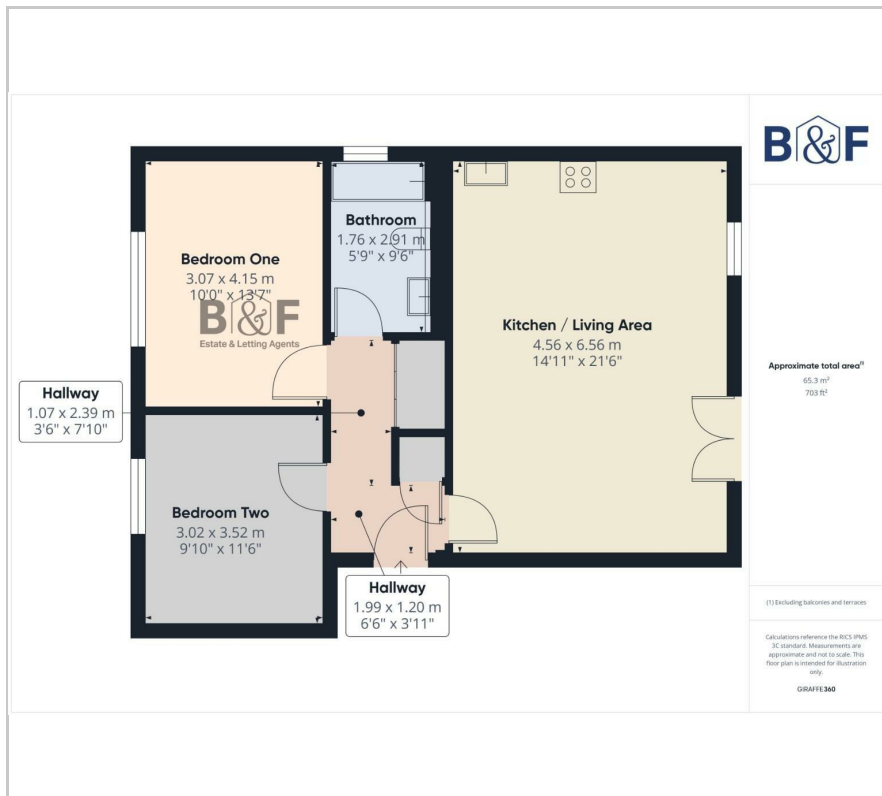 B&F
Bedroom One
3.07 x 4.15 m
10'0" x 13'7"
B&F
Estate & Letting Agents
Bathroom
1.76 x 2.91 m
5'9" x 9'6"
Kitchen / Living Area
4.56 x 6.56 m
14'11" x 21'6"
Hallway
1.07 x 2.39 m
3'6" x 7'10"
Bedroom Two
3.02 x 3.52 m
9'10" x 11'6"
Hallway
1.99 x 1.20 m
6'6" x 3'11"
Approximate total area⁽¹⁾
65.3 m²
703 ft²
(1) Excluding balconies and terraces
Calculations reference the RICS IPMS
3C standard. Measurements are
approximate and not to scale. This
floor plan is intended for illustration
only.
GIRAFFE360